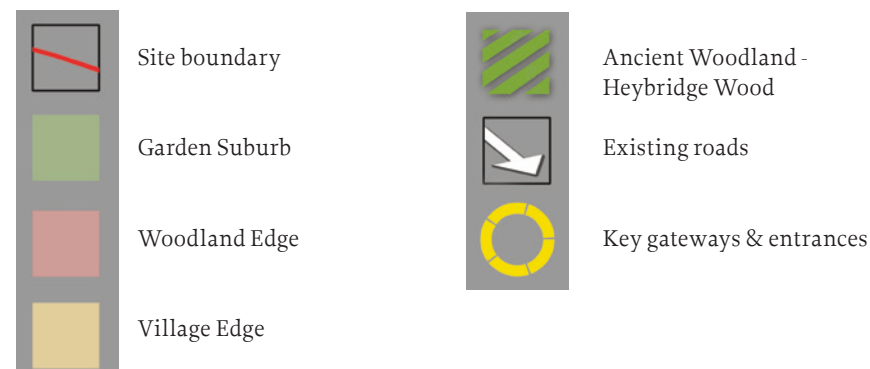 Site boundary
Garden Suburb
Woodland Edge
Village Edge
Ancient Woodland -
Heybridge Wood
Existing roads
Key gateways & entrances